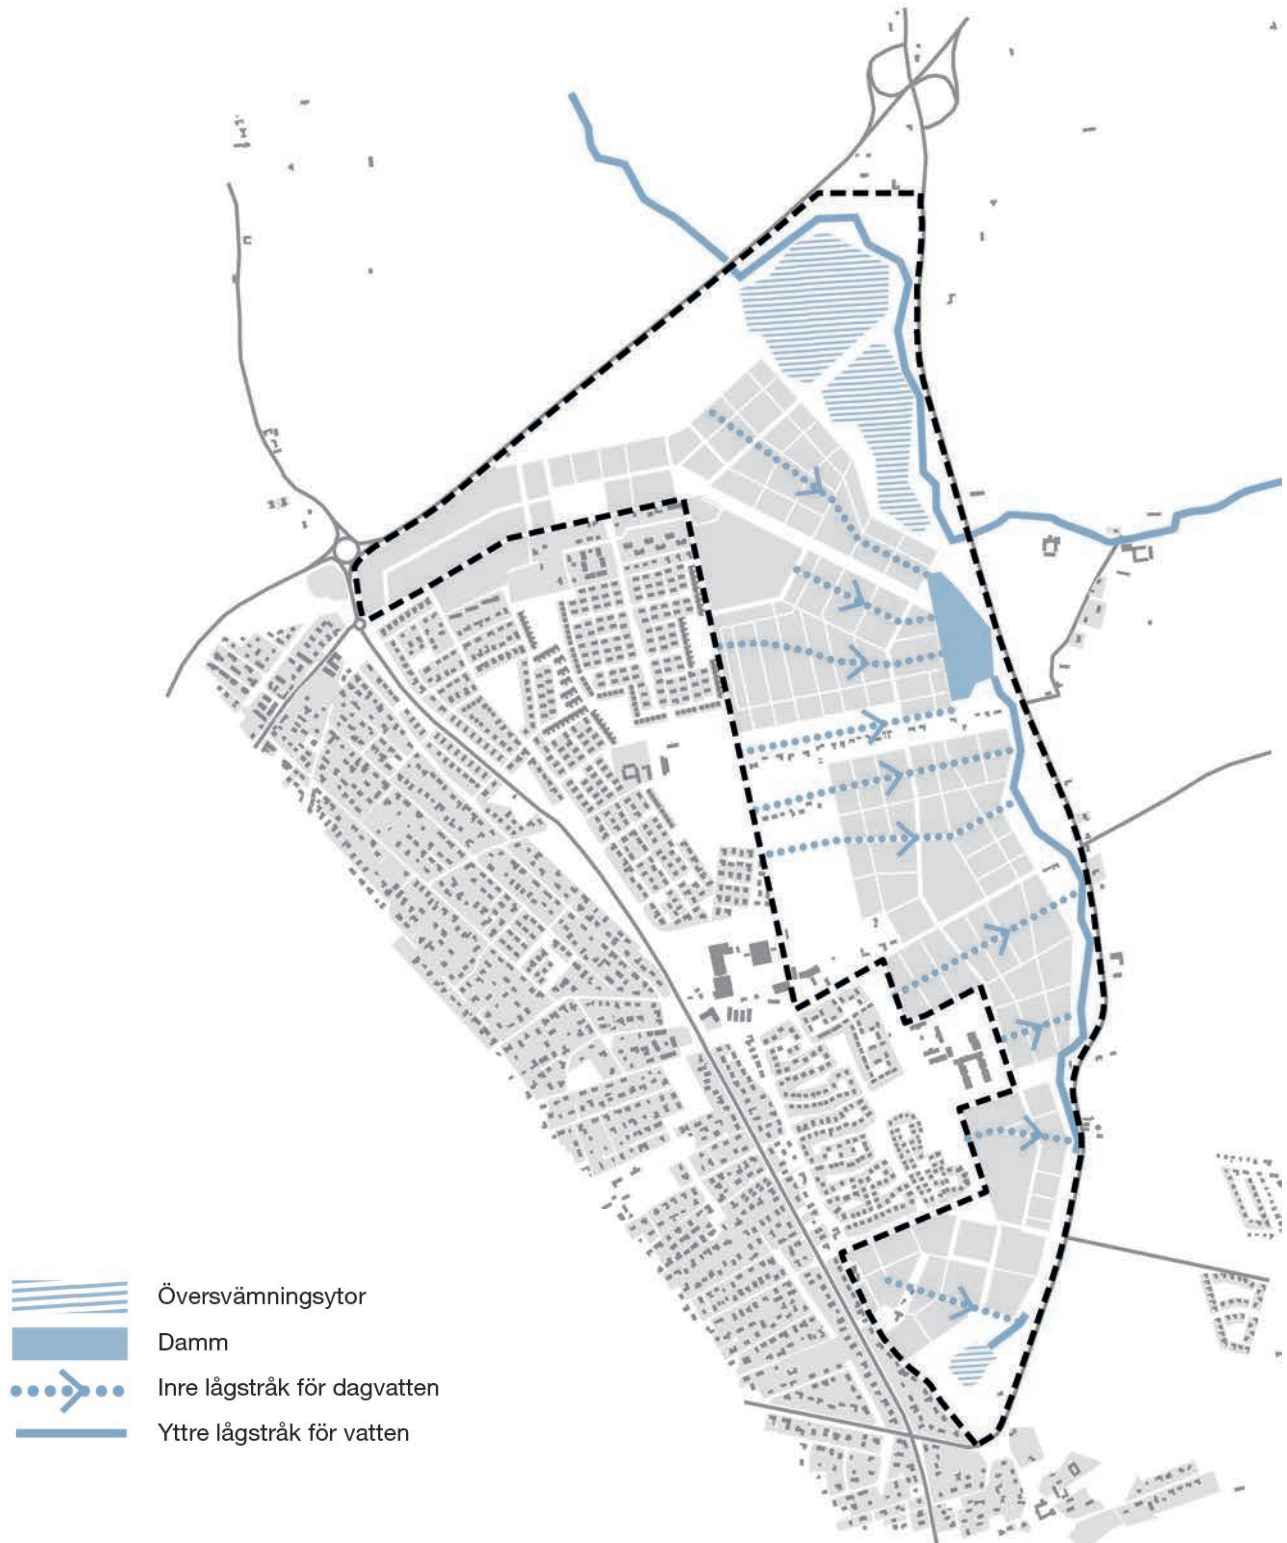 Översvämningsytor
Damm
Inre lågstråk för dagvatten
Yttre lågstråk för vatten